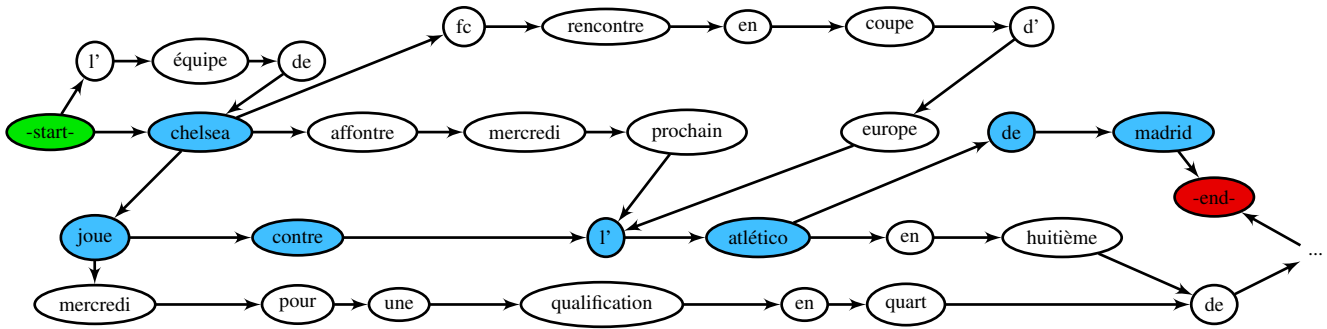 fc rencontre en coupe d'
l' équipe de
-start- chelsea affontre mercredi prochain europe de madrid
-end-
joue contre l' atlético en huitième
...
mercredi pour une qualification en quart de